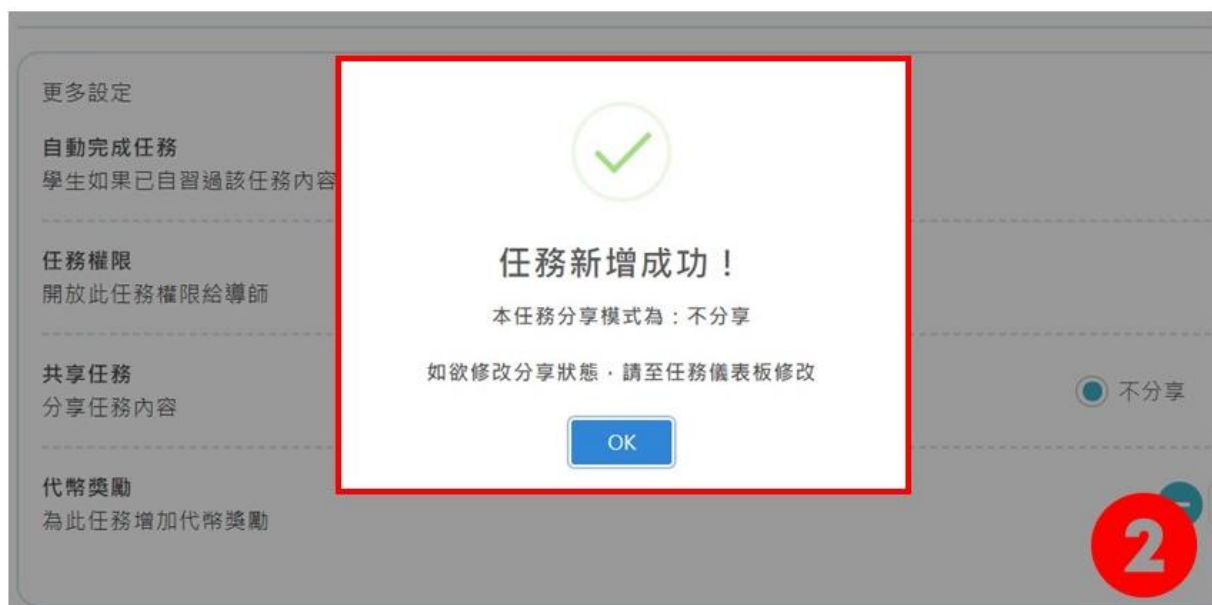 更多設定
自動完成任務
學生如果已自習過該任務內容
任務權限
開放此任務權限給導師
共享任務
分享任務內容
不分享
代幣獎勵
為此任務增加代幣獎勵
任務新增成功！
本任務分享模式為：不分享
如欲修改分享狀態，請至任務儀表板修改
OK
2